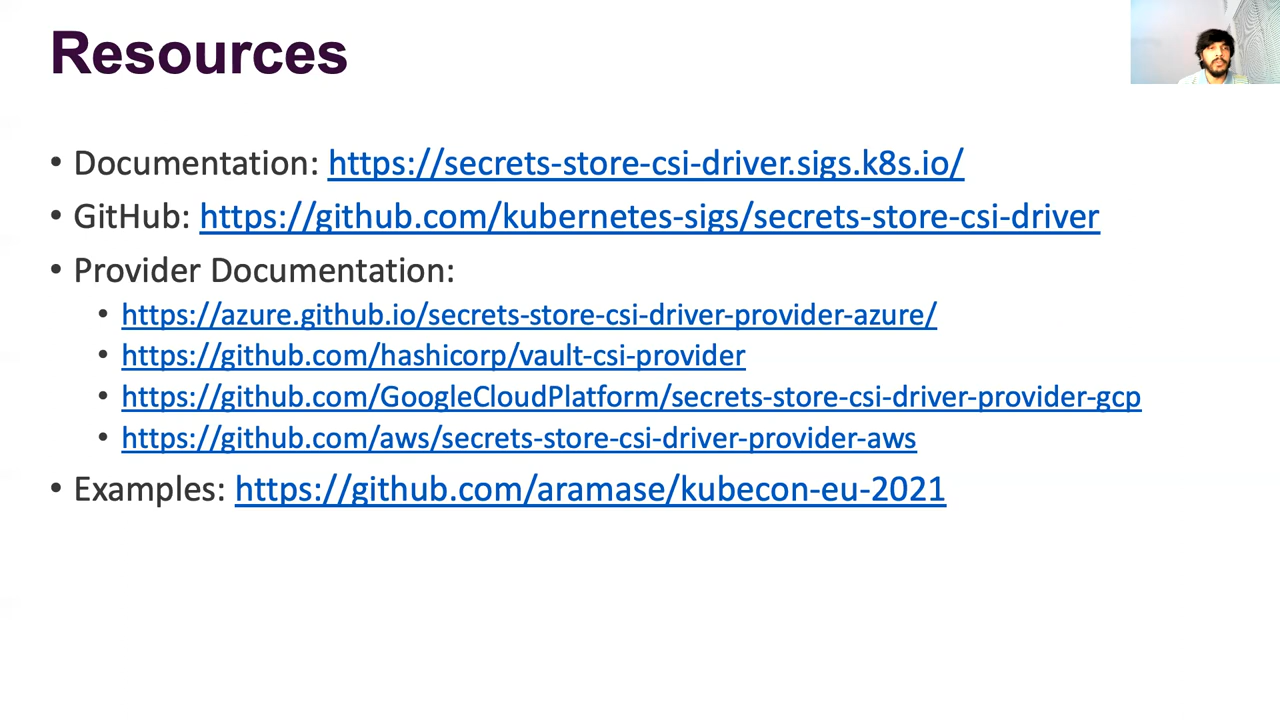 Resources
• Documentation: https://secrets-store-csi-driver.sigs.k8s.io/
• GitHub: https://github.com/kubernetes-sigs/secrets-store-csi-driver
• Provider Documentation:
• https://azure.github.io/secrets-store-csi-driver-provider-azure/
• https://github.com/hashicorp/vault-csi-provider
• https://github.com/GoogleCloudPlatform/secrets-store-csi-driver-provider-gcp
• https://github.com/aws/secrets-store-csi-driver-provider-aws
• Examples: https://github.com/aramase/kubecon-eu-2021